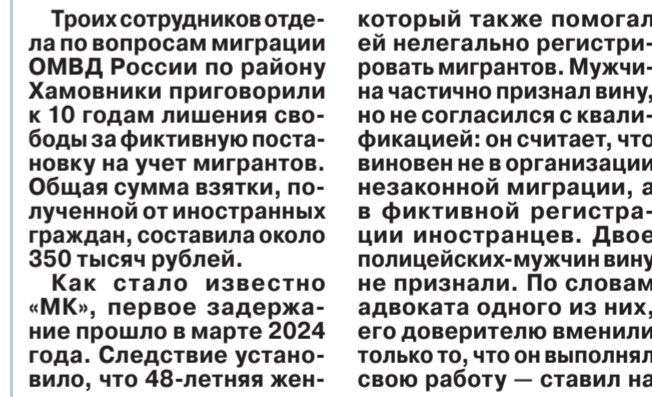 Троих сотрудников отде-
ла по вопросам миграции
ОМВД России по району
Хамовники приговорили
к 10 годам лишения сво-
боды за фиктивную поста-
новку на учет мигрантов.
Общая сумма взятки, по-
лученной от иностранных
граждан, составила около
350 тысяч рублей.
Как стало известно
«МК», первое задержа-
ние прошло в марте 2024
года. Следствие устано-
вило, что 48-летняя жен-
который также помогал
ей нелегально регистри-
ровать мигрантов. Мужчи-
на частично признал вину,
но не согласился с квали-
фикацией: он считает, что
виновен не в организации
незаконной миграции, а
в фиктивной регистра-
ции иностранцев. Двое
полицейских-мужчин вину
не признали. По словам
адвоката одного из них,
его доверителю вменили
только то, что он выполнял
свою работу — ставил на